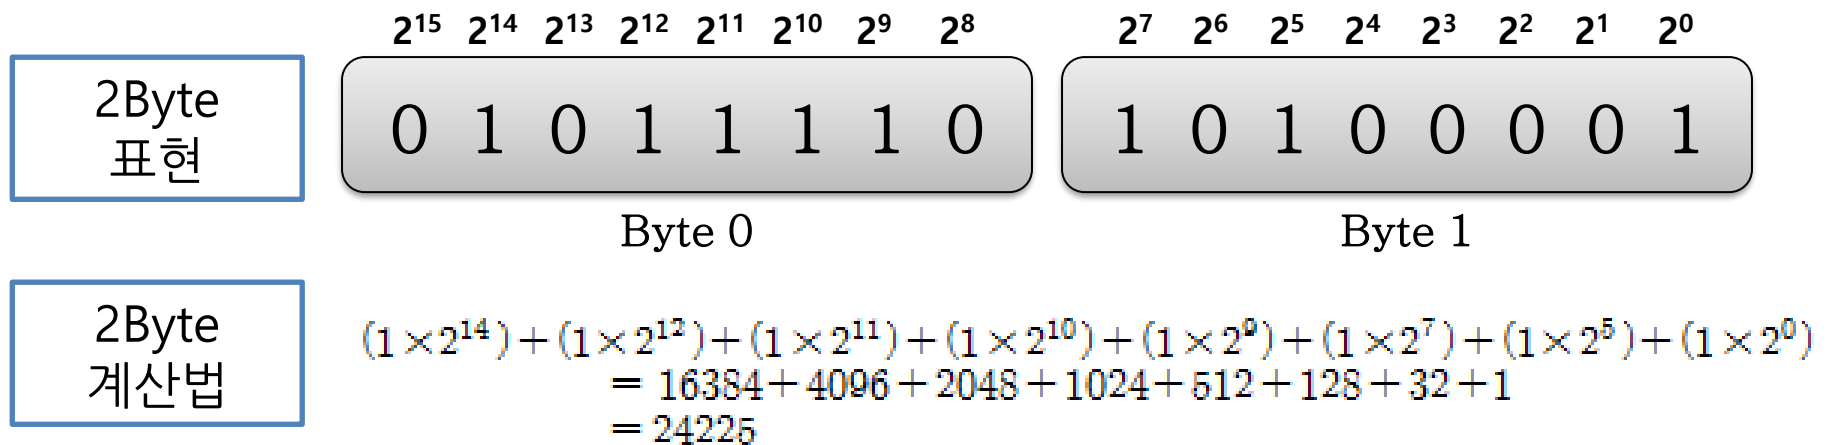 2¹⁵ 2¹⁴ 2¹³ 2¹² 2¹¹ 2¹⁰ 2⁹ 2⁸ 2⁷ 2⁶ 2⁵ 2⁴ 2³ 2² 2¹ 2⁰
2Byte
표현
0 1 0 1 1 1 1 0 1 0 1 0 0 0 0 1
Byte 0 Byte 1
2Byte
계산법
(1×2¹⁴)+(1×2¹²)+(1×2¹¹)+(1×2¹⁰)+(1×2⁹)+(1×2⁷)+(1×2⁵)+(1×2⁰)
= 16384+4096+2048+1024+512+128+32+1
= 24225